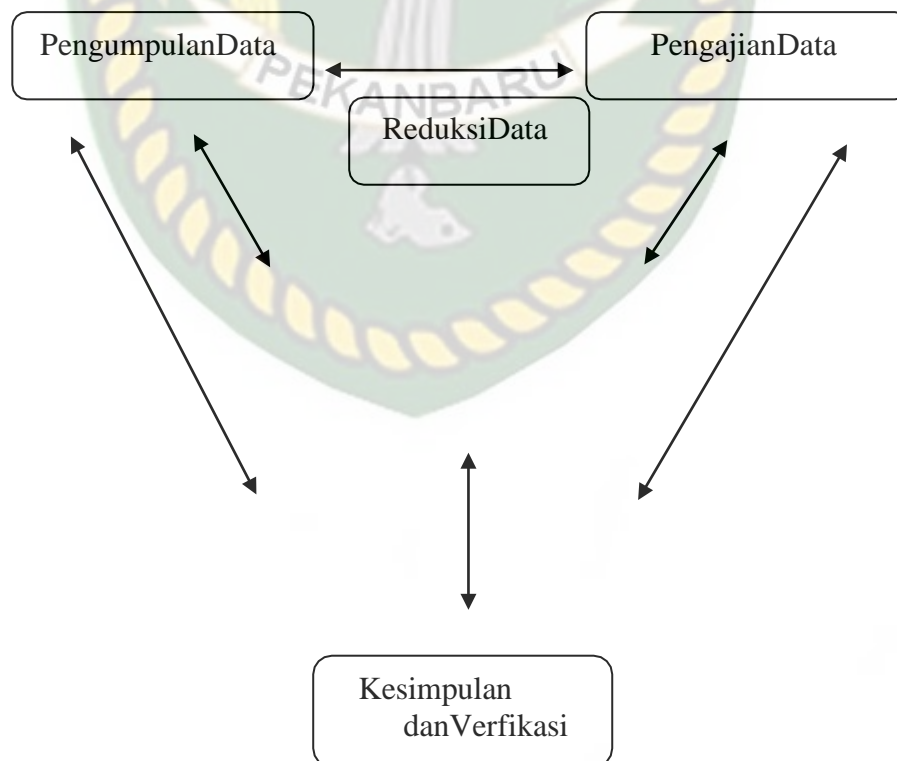 PengumpulanData
PengajianData
PEKANBARU
ReduksiData
Kesimpulan
danVerfikasi